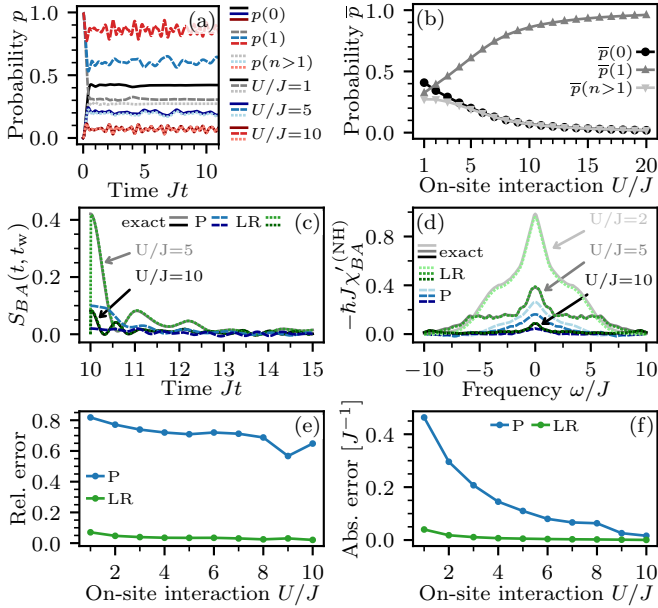 (a)
Probability p
1.0
0.5
0.0
0
5
10
Time Jt
p(0)
p(1)
p(n>1)
U/J=1
U/J=5
U/J=10
(b)
Probability p̅
1.0
0.5
0.0
1
5
10
15
20
On-site interaction U/J
p̅(0)
p̅(1)
p̅(n>1)
(c)
S_BA(t, t_w)
0.4
0.2
0.0
10
11
12
13
14
15
Time Jt
exact P LR
U/J=5
U/J=10
(d)
−ℏJχ′_BA^(NH)
0.8
0.4
0.0
−10
−5
0
5
10
Frequency ω/J
exact
LR
P
U/J=2
U/J=5
U/J=10
(e)
Rel. error
0.8
0.4
0.0
2
4
6
8
10
On-site interaction U/J
P
LR
(f)
Abs. error [J⁻¹]
0.4
0.2
0.0
2
4
6
8
10
On-site interaction U/J
P LR